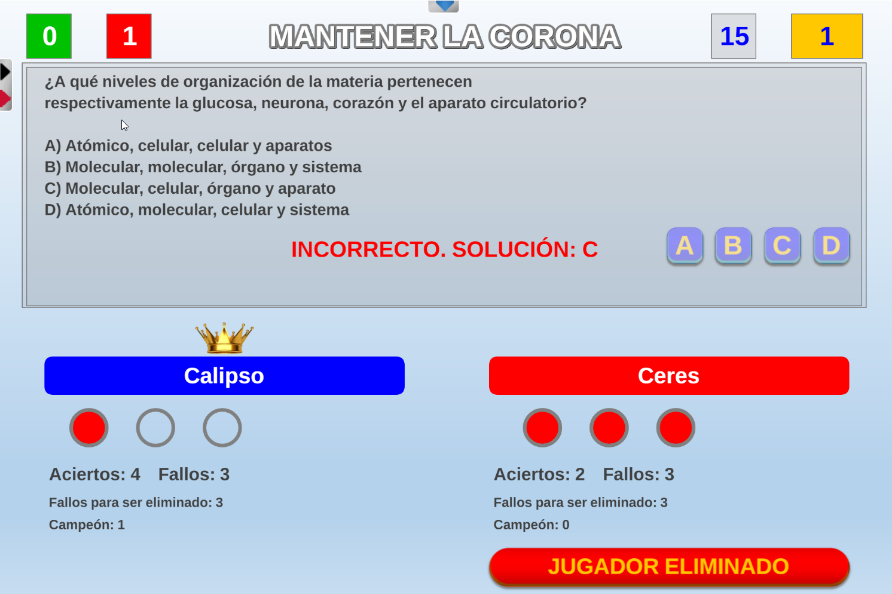 0
1
MANTENER LA CORONA
15
1
¿A qué niveles de organización de la materia pertenecen
respectivamente la glucosa, neurona, corazón y el aparato circulatorio?
A) Atómico, celular, celular y aparatos
B) Molecular, molecular, órgano y sistema
C) Molecular, celular, órgano y aparato
D) Atómico, molecular, celular y sistema
INCORRECTO. SOLUCIÓN: C
A B C D
Calipso
Ceres
Aciertos: 4 Fallos: 3
Aciertos: 2 Fallos: 3
Fallos para ser eliminado: 3
Fallos para ser eliminado: 3
Campeón: 1
Campeón: 0
JUGADOR ELIMINADO